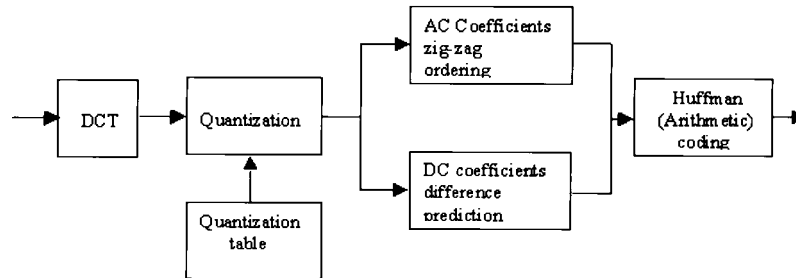 DCT
Quantization
Quantization
table
AC Coefficients
zig-zag
ordering
DC coefficients
difference
prediction
Huffman
(Arithmetic)
coding